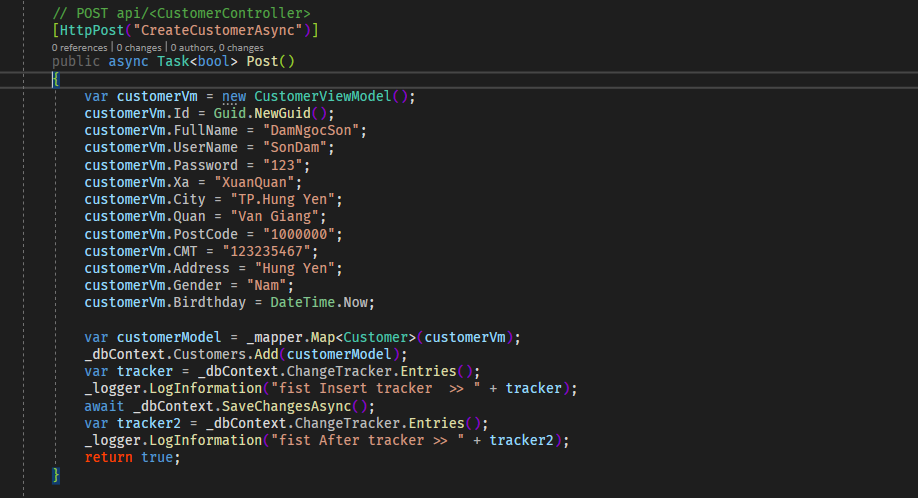 // POST api/<CustomerController>
[HttpPost("CreateCustomerAsync")]
0 references | 0 changes | 0 authors, 0 changes
public async Task<bool> Post()
{
var customerVm = new CustomerViewModel();
customerVm.Id = Guid.NewGuid();
customerVm.FullName = "DamNgocSon";
customerVm.UserName = "SonDam";
customerVm.Password = "123";
customerVm.Xa = "XuanQuan";
customerVm.City = "TP.Hung Yen";
customerVm.Quan = "Van Giang";
customerVm.PostCode = "1000000";
customerVm.CMT = "123235467";
customerVm.Address = "Hung Yen";
customerVm.Gender = "Nam";
customerVm.Birdthday = DateTime.Now;
var customerModel = _mapper.Map<Customer>(customerVm);
_dbContext.Customers.Add(customerModel);
var tracker = _dbContext.ChangeTracker.Entries();
_logger.LogInformation("fist Insert tracker  >> " + tracker);
await _dbContext.SaveChangesAsync();
var tracker2 = _dbContext.ChangeTracker.Entries();
_logger.LogInformation("fist After tracker >> " + tracker2);
return true;
}